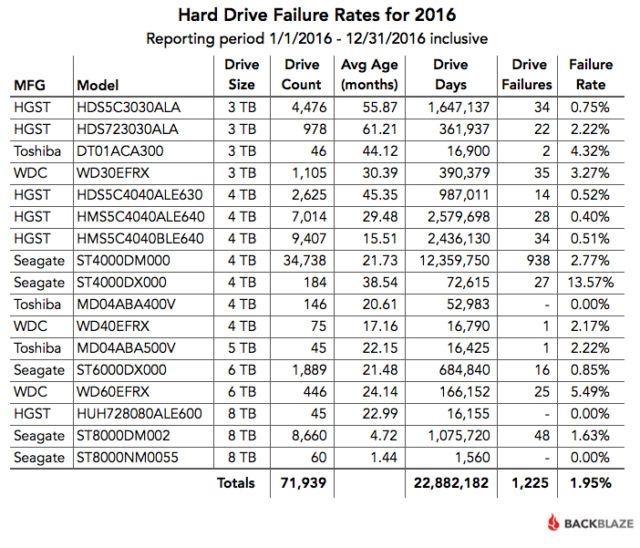 Hard Drive Failure Rates for 2016
Reporting period 1/1/2016 - 12/31/2016 inclusive
MFG Model Drive Size Drive Count Avg Age (months) Drive Days Drive Failures Failure Rate
HGST HDS5C3030ALA 3 TB 4,476 55.87 1,647,137 34 0.75%
HGST HDS723030ALA 3 TB 978 61.21 361,937 22 2.22%
Toshiba DT01ACA300 3 TB 46 44.12 16,900 2 4.32%
WDC WD30EFRX 3 TB 1,105 30.39 390,379 35 3.27%
HGST HDS5C4040ALE630 4 TB 2,625 45.35 987,011 14 0.52%
HGST HMS5C4040ALE640 4 TB 7,014 29.48 2,579,698 28 0.40%
HGST HMS5C4040BLE640 4 TB 9,407 15.51 2,436,130 34 0.51%
Seagate ST4000DM000 4 TB 34,738 21.73 12,359,750 938 2.77%
Seagate ST4000DX000 4 TB 184 38.54 72,615 27 13.57%
Toshiba MD04ABA400V 4 TB 146 20.61 52,983 - 0.00%
WDC WD40EFRX 4 TB 75 17.16 16,790 1 2.17%
Toshiba MD04ABA500V 5 TB 45 22.15 16,425 1 2.22%
Seagate ST6000DX000 6 TB 1,889 21.48 684,840 16 0.85%
WDC WD60EFRX 6 TB 446 24.14 166,152 25 5.49%
HGST HUH728080ALE600 8 TB 45 22.99 16,155 - 0.00%
Seagate ST8000DM002 8 TB 8,660 4.72 1,075,720 48 1.63%
Seagate ST8000NM0055 8 TB 60 1.44 1,560 - 0.00%
Totals 71,939 22,882,182 1,225 1.95%
BACKBLAZE